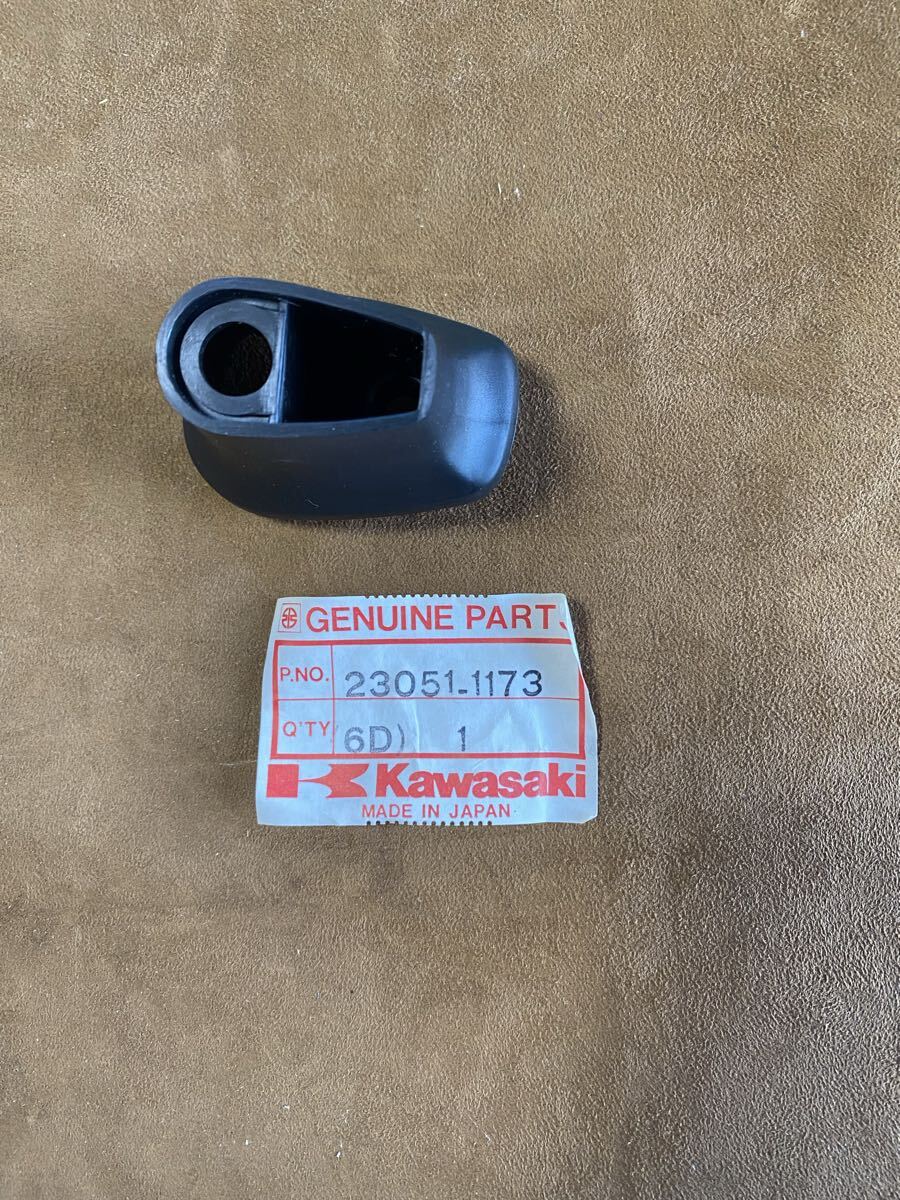 GENUINE PART
P.NO. 23051-1173
Q'TY (6D) 1
Kawasaki
MADE IN JAPAN